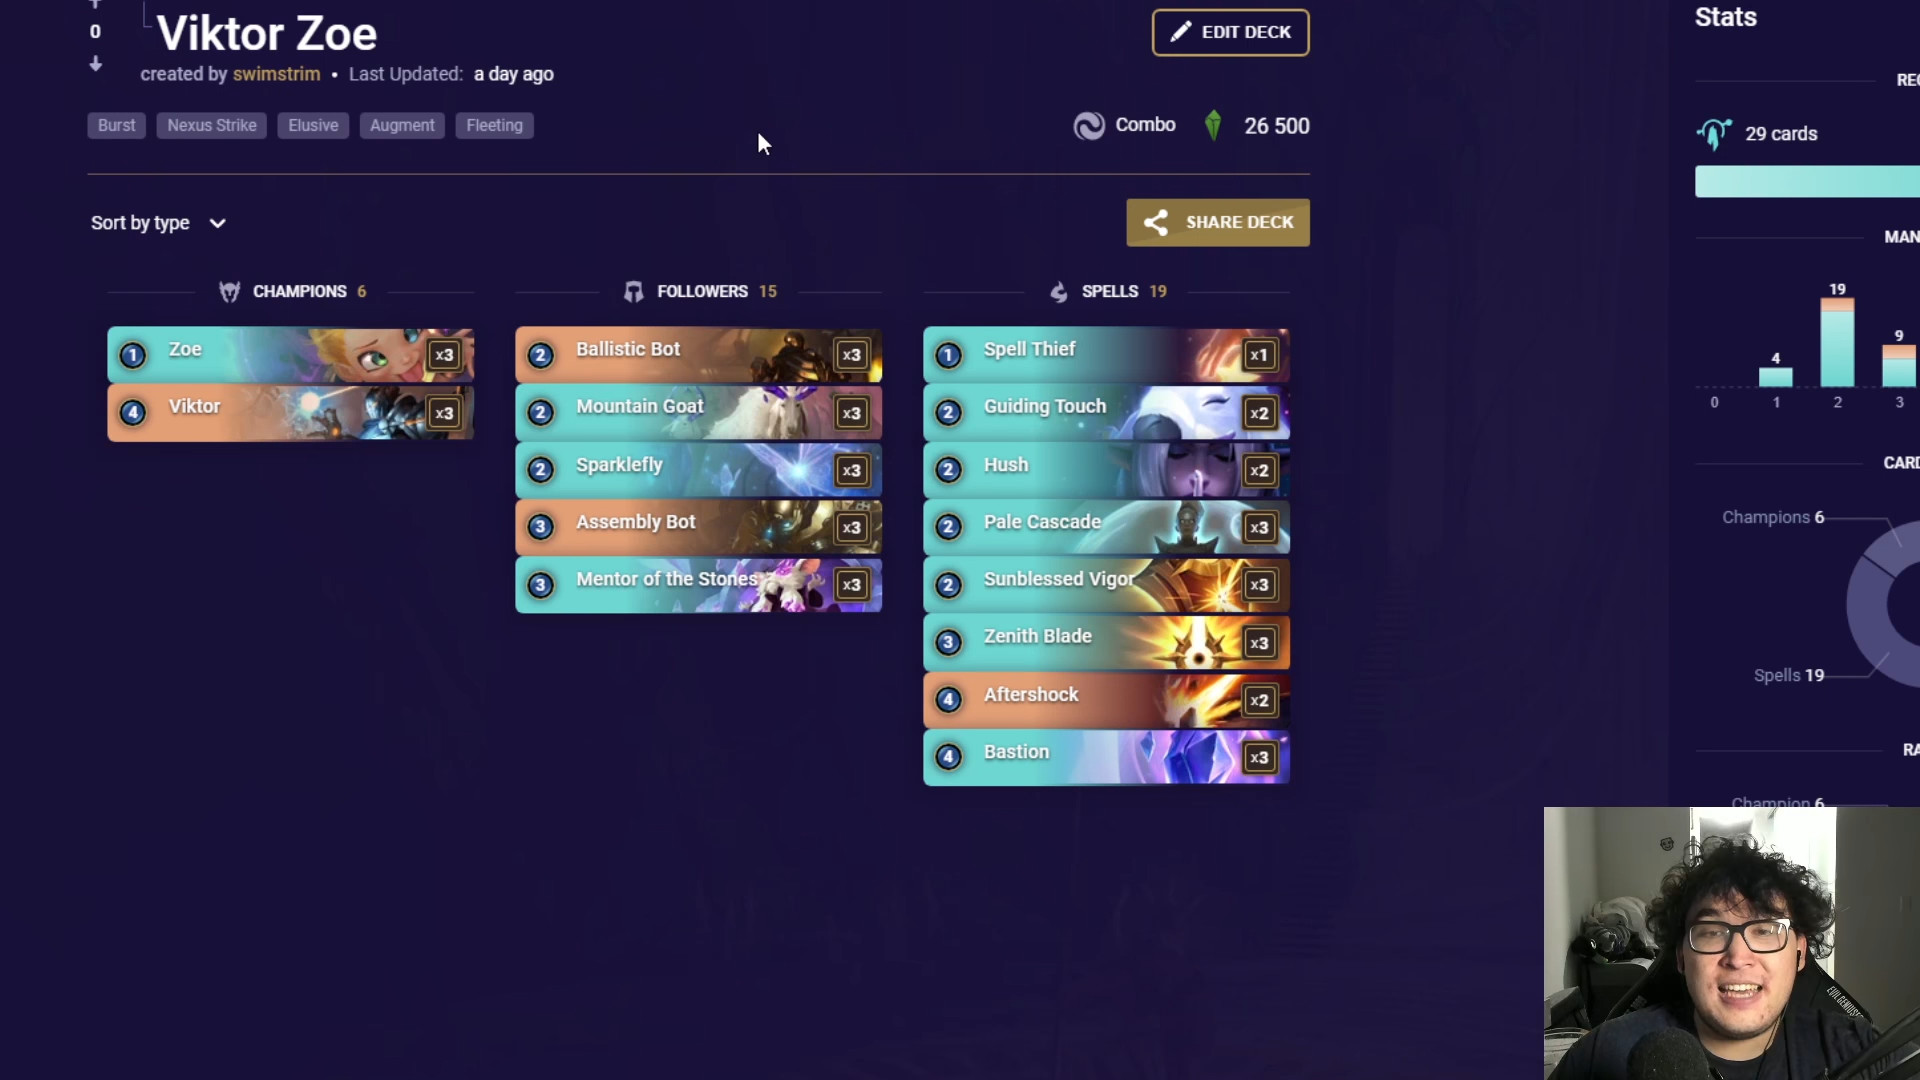 0
Viktor Zoe
EDIT DECK
created by swimstrim • Last Updated: a day ago
Burst
Nexus Strike
Elusive
Augment
Fleeting
Combo
26 500
Sort by type
SHARE DECK
CHAMPIONS 6
1 Zoe x3
4 Viktor x3
FOLLOWERS 15
2 Ballistic Bot x3
2 Mountain Goat x3
2 Sparklefly x3
3 Assembly Bot x3
3 Mentor of the Stones x3
SPELLS 19
1 Spell Thief x1
2 Guiding Touch x2
2 Hush x2
2 Pale Cascade x3
2 Sunblessed Vigor x3
3 Zenith Blade x3
4 Aftershock x2
4 Bastion x3
Stats
REG
29 cards
MAN
4
19
9
0 1 2 3
CARD
Champions 6
Spells 19
RA
Champion 6